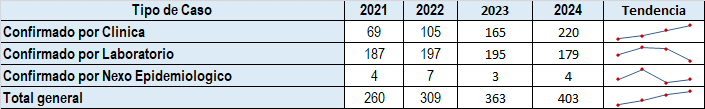 Tipo de Caso 2021 2022 2023 2024 Tendencia
Confirmado por Clinica 69 105 165 220
Confirmado por Laboratorio 187 197 195 179
Confirmado por Nexo Epidemiologico 4 7 3 4
Total general 260 309 363 403